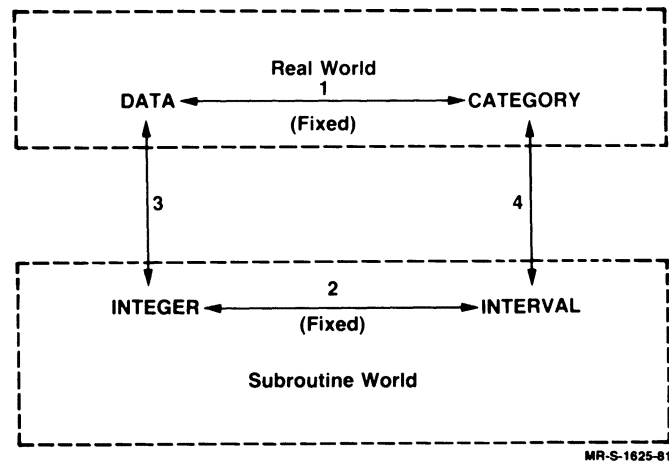 Real World
1
DATA CATEGORY
(Fixed)
3 4
2
INTEGER INTERVAL
(Fixed)
Subroutine World
MR-S-1625-81